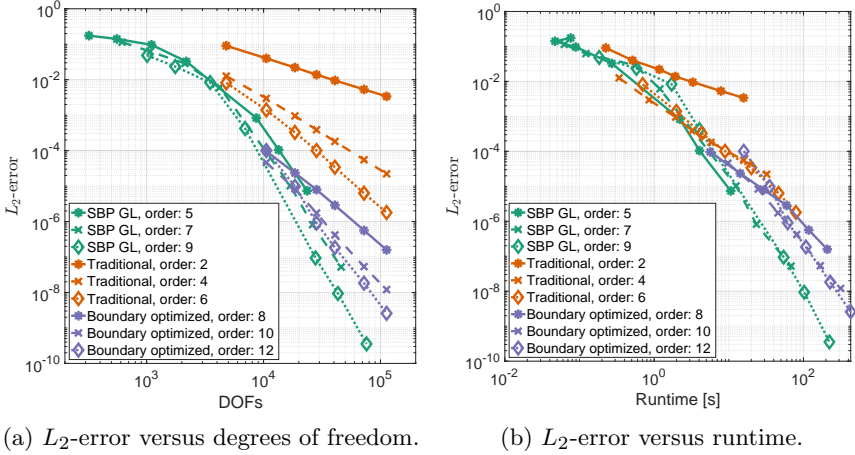 10^0
10^-2
10^-4
10^-6
10^-8
10^-10
L_2-error
SBP GL, order: 5
SBP GL, order: 7
SBP GL, order: 9
Traditional, order: 2
Traditional, order: 4
Traditional, order: 6
Boundary optimized, order: 8
Boundary optimized, order: 10
Boundary optimized, order: 12
10^3
10^4
10^5
DOFs
(a) L_2-error versus degrees of freedom.
10^0
10^-2
10^-4
10^-6
10^-8
10^-10
L_2-error
SBP GL, order: 5
SBP GL, order: 7
SBP GL, order: 9
Traditional, order: 2
Traditional, order: 4
Traditional, order: 6
Boundary optimized, order: 8
Boundary optimized, order: 10
Boundary optimized, order: 12
10^-2
10^0
10^2
Runtime [s]
(b) L_2-error versus runtime.